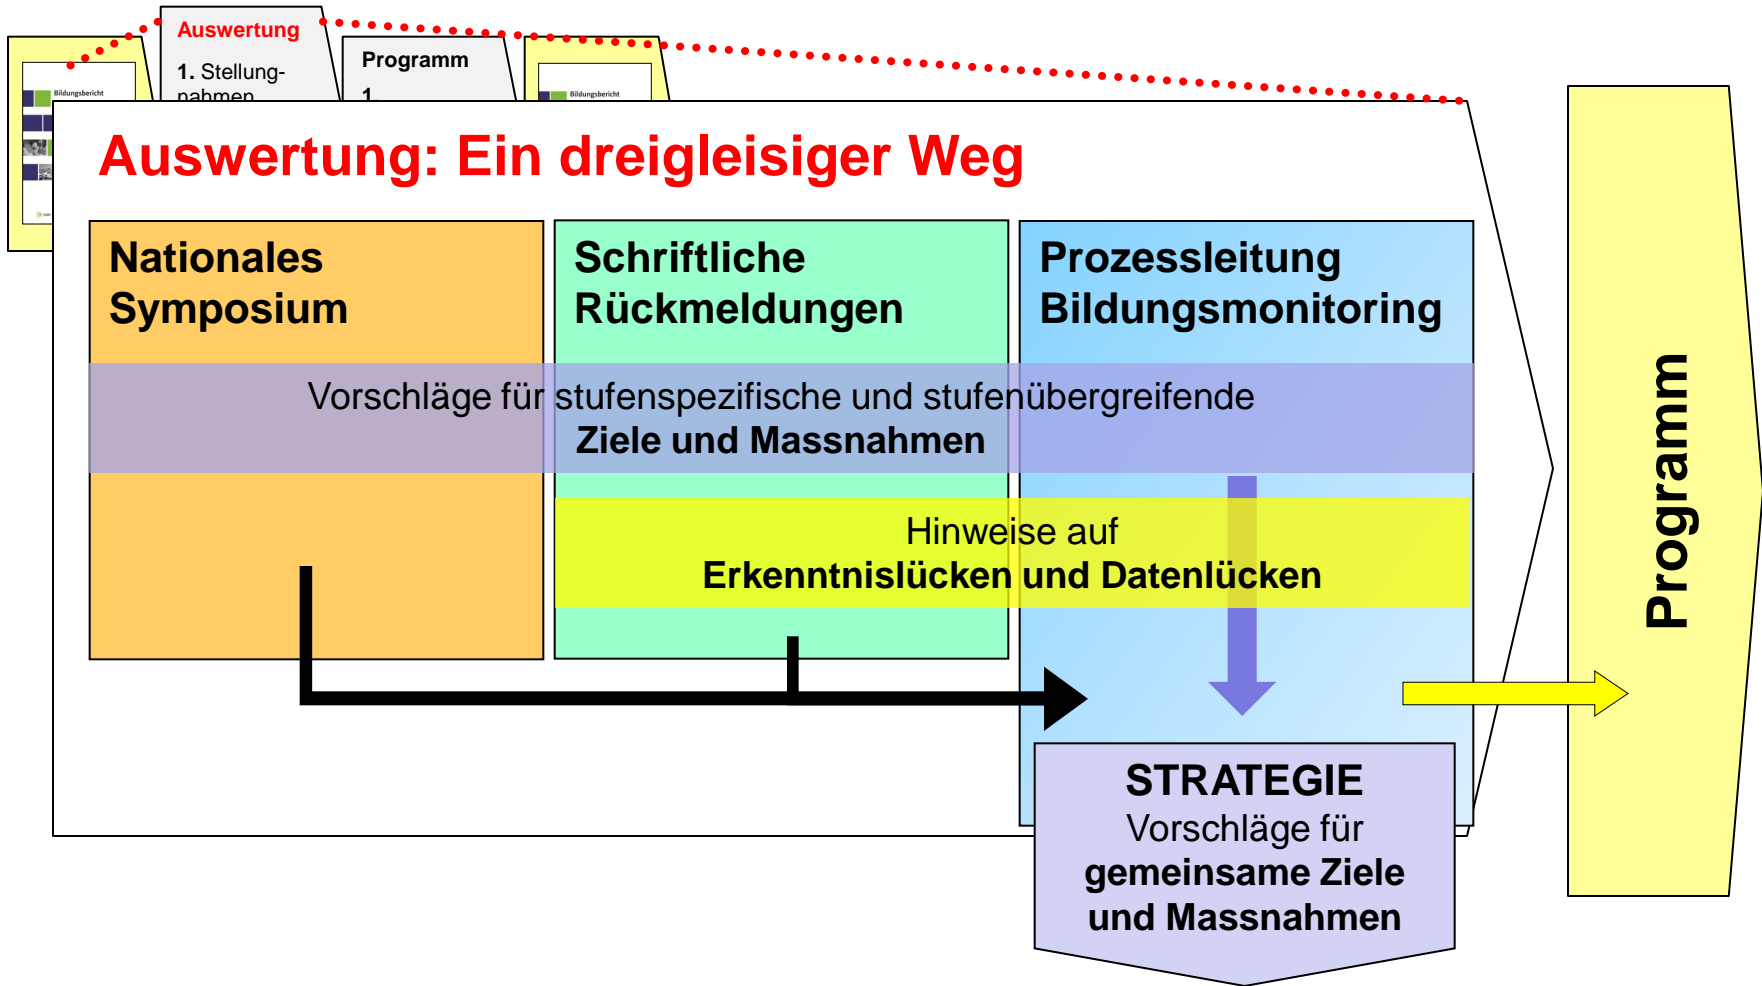 Auswertung
1. Stellung-
nahmen
Programm
1.
Bildungsbericht
Bildungsbericht
Auswertung: Ein dreigleisiger Weg
Nationales
Symposium
Schriftliche
Rückmeldungen
Prozessleitung
Bildungsmonitoring
Vorschläge für stufenspezifische und stufenübergreifende
Ziele und Massnahmen
Hinweise auf
Erkenntnislücken und Datenlücken
STRATEGIE
Vorschläge für
gemeinsame Ziele
und Massnahmen
Programm